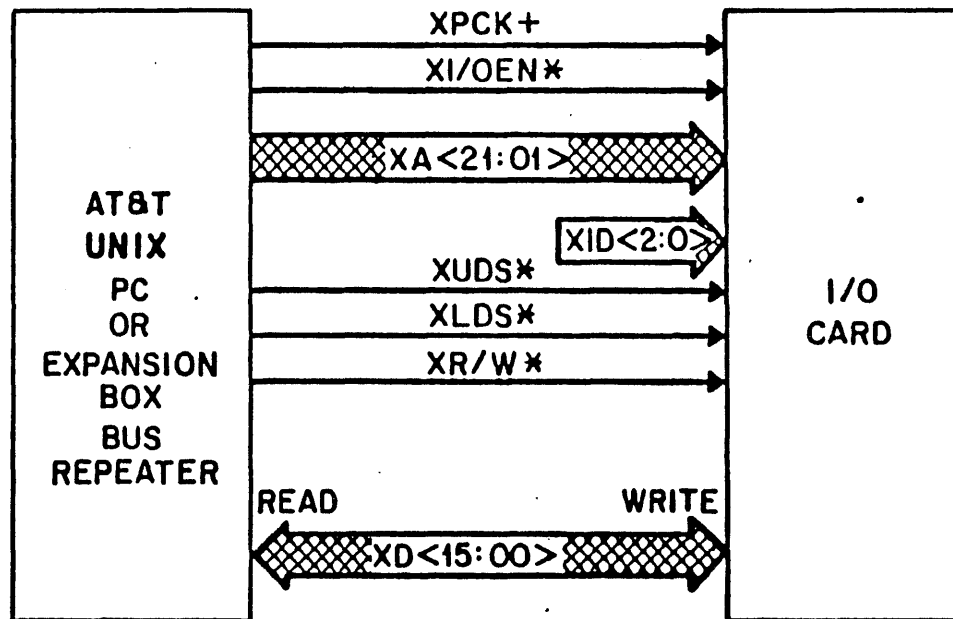 XPCK+
XI/OEN*
XA<21:01>
XID<2:0>
XUDS*
XLDS*
XR/W*
AT&T
UNIX
PC
OR
EXPANSION
BOX
BUS
REPEATER
I/O
CARD
READ
WRITE
XD<15:00>